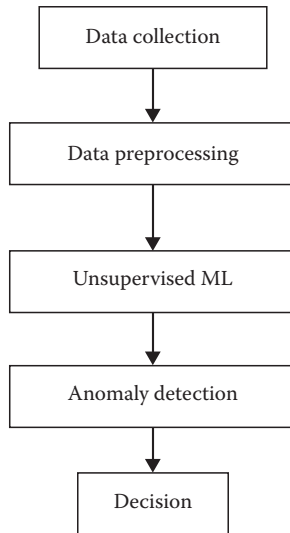 Data collection
Data preprocessing
Unsupervised ML
Anomaly detection
Decision